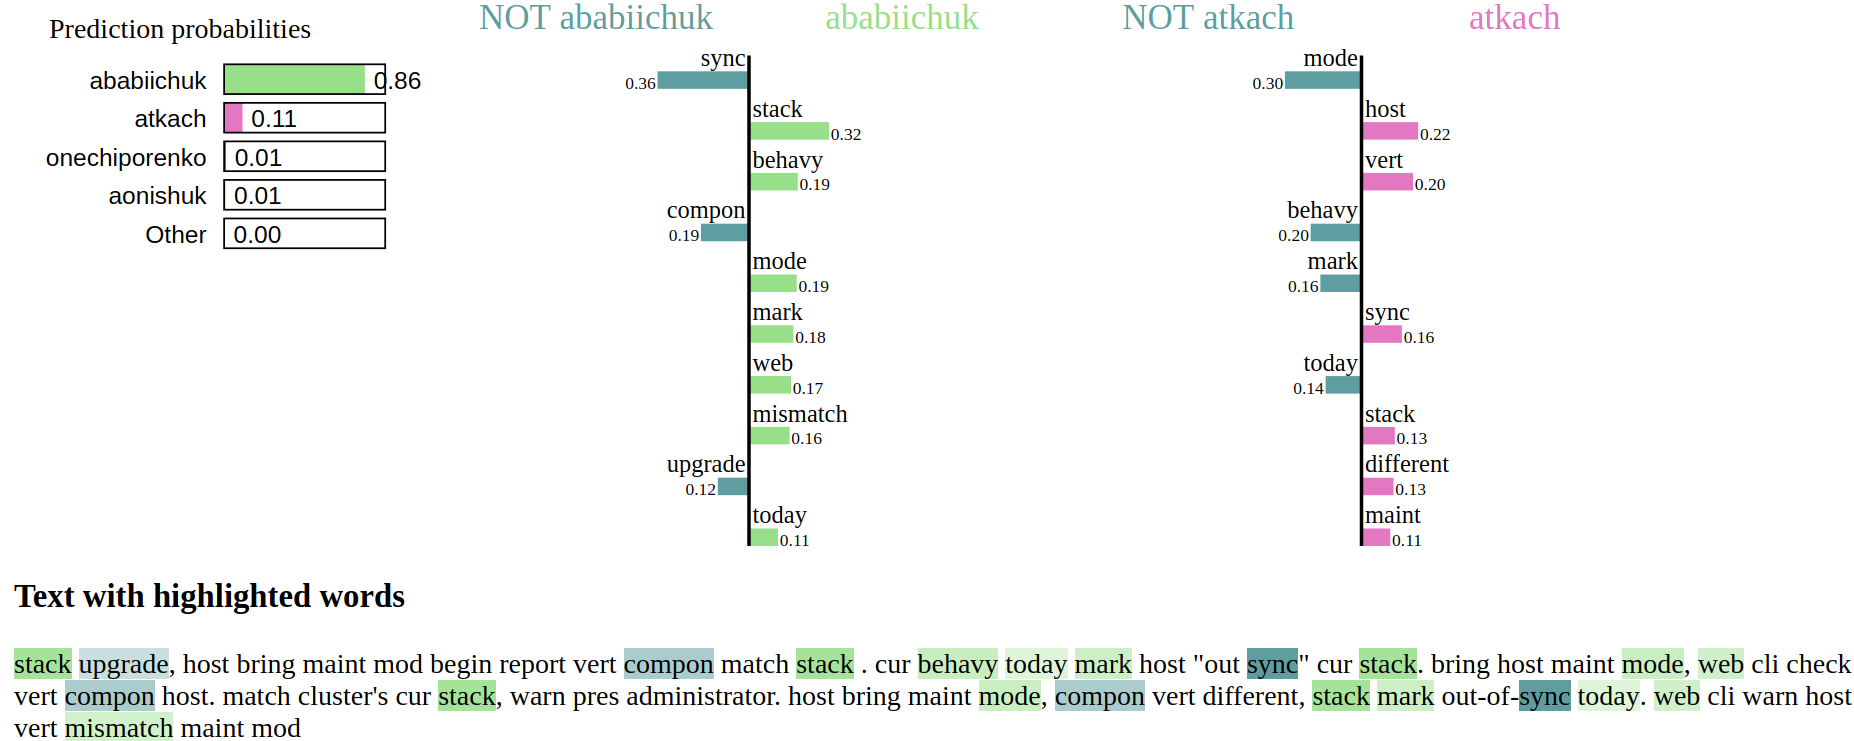 Prediction probabilities
ababiichuk 0.86
atkach 0.11
onechiporenko 0.01
aonishuk 0.01
Other 0.00
NOT ababiichuk ababiichuk
sync
0.36
stack
0.32
behavy
0.19
compon
0.19
mode
0.19
mark
0.18
web
0.17
mismatch
0.16
upgrade
0.12
today
0.11
NOT atkach atkach
mode
0.30
host
0.22
vert
0.20
behavy
0.20
mark
0.16
sync
0.16
today
0.14
stack
0.13
different
0.13
maint
0.11
Text with highlighted words
stack upgrade, host bring maint mod begin report vert compon match stack . cur behavy today mark host "out sync" cur stack. bring host maint mode, web cli check
vert compon host. match cluster's cur stack, warn pres administrator. host bring maint mode, compon vert different, stack mark out-of-sync today. web cli warn host
vert mismatch maint mod